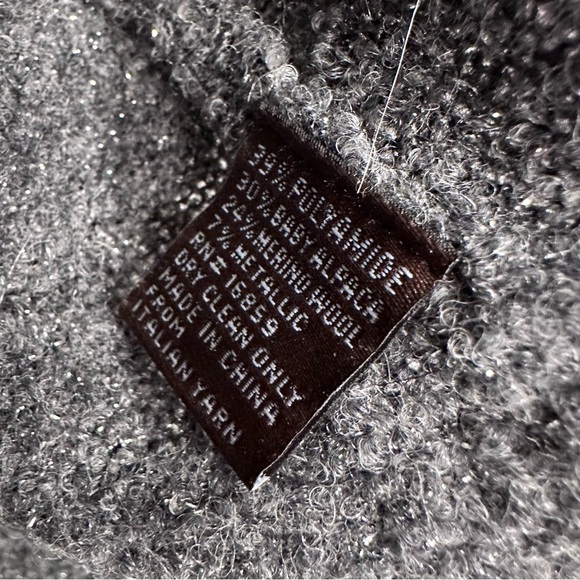 39% POLYAMIDE
30% BABY ALPACA
24% MERINO WOOL
7% METALLIC
RN# 16859
DRY CLEAN ONLY
MADE IN CHINA
FROM
ITALIAN YARN